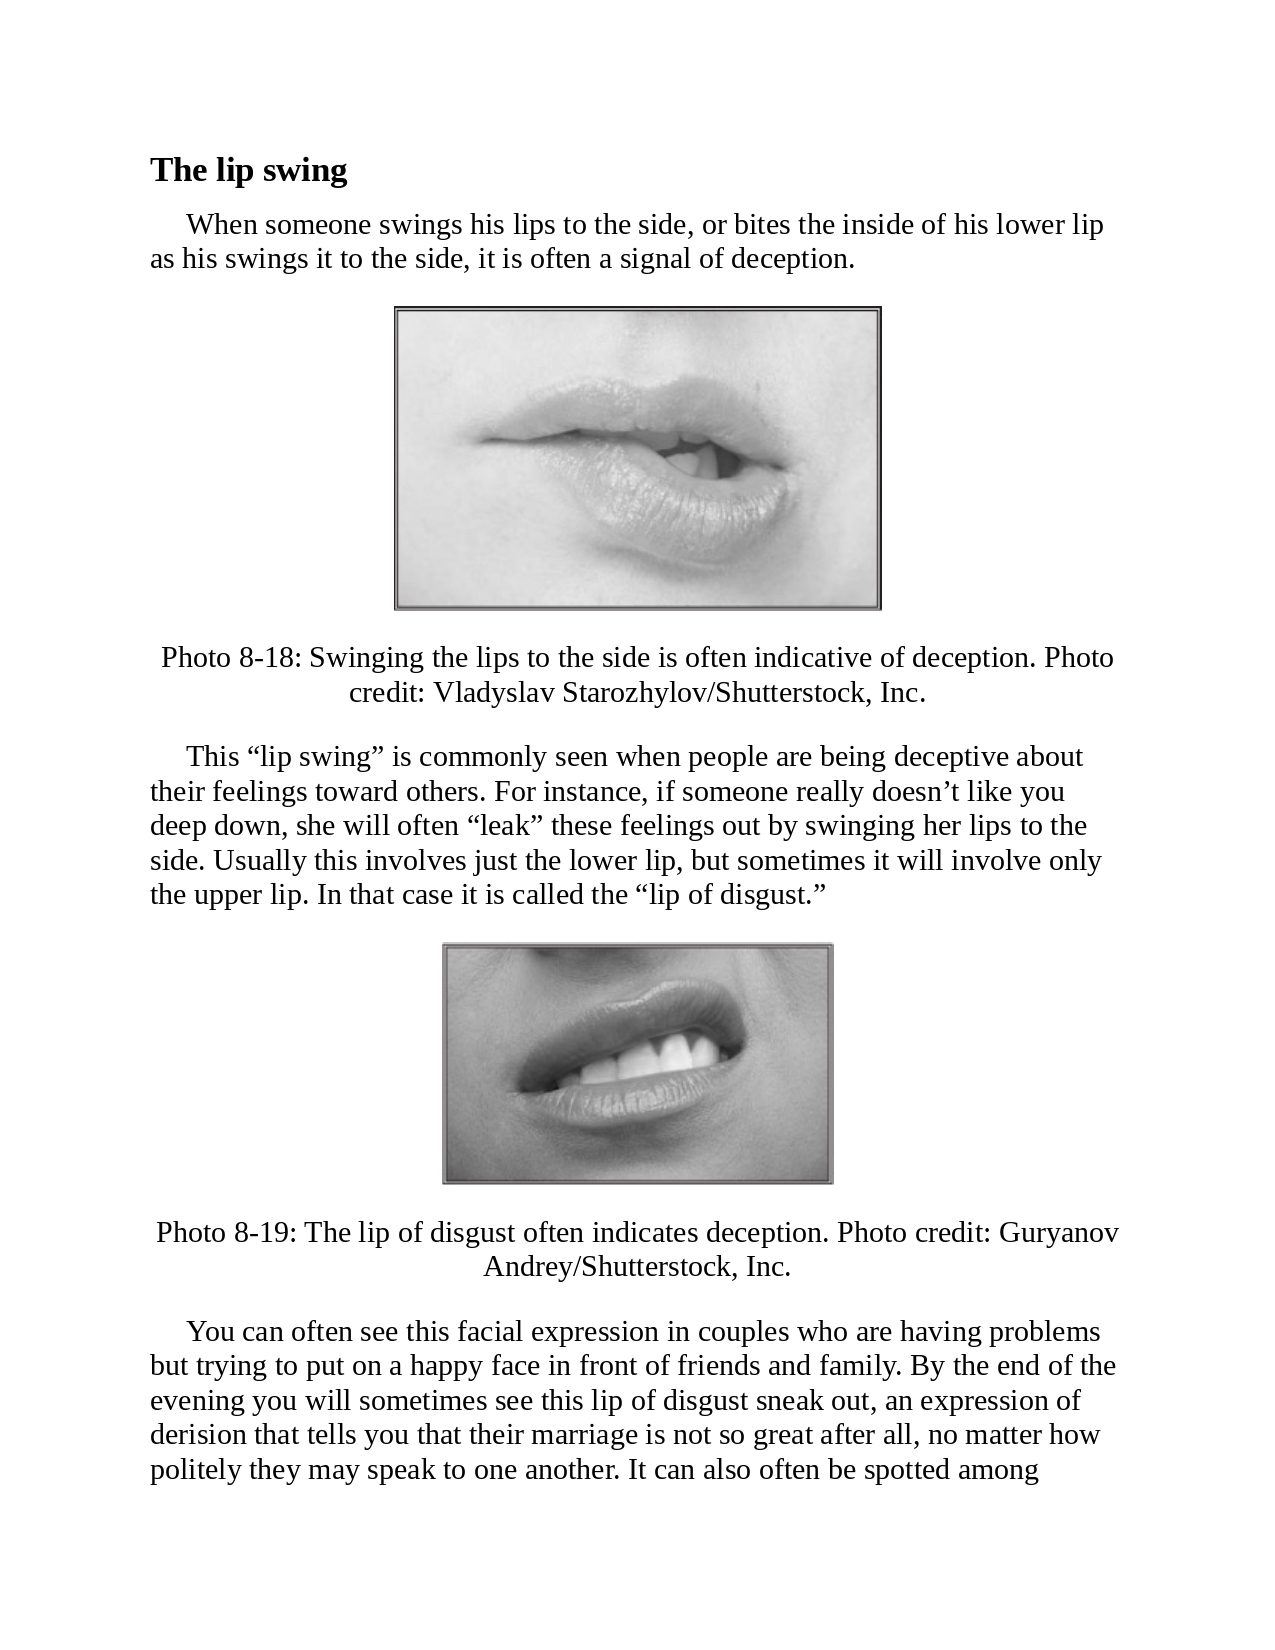 The lip swing
When someone swings his lips to the side, or bites the inside of his lower lip
as his swings it to the side, it is often a signal of deception.
Photo 8-18: Swinging the lips to the side is often indicative of deception. Photo
credit: Vladyslav Starozhylov/Shutterstock, Inc.
This “lip swing” is commonly seen when people are being deceptive about
their feelings toward others. For instance, if someone really doesn’t like you
deep down, she will often “leak” these feelings out by swinging her lips to the
side. Usually this involves just the lower lip, but sometimes it will involve only
the upper lip. In that case it is called the “lip of disgust.”
Photo 8-19: The lip of disgust often indicates deception. Photo credit: Guryanov
Andrey/Shutterstock, Inc.
You can often see this facial expression in couples who are having problems
but trying to put on a happy face in front of friends and family. By the end of the
evening you will sometimes see this lip of disgust sneak out, an expression of
derision that tells you that their marriage is not so great after all, no matter how
politely they may speak to one another. It can also often be spotted among